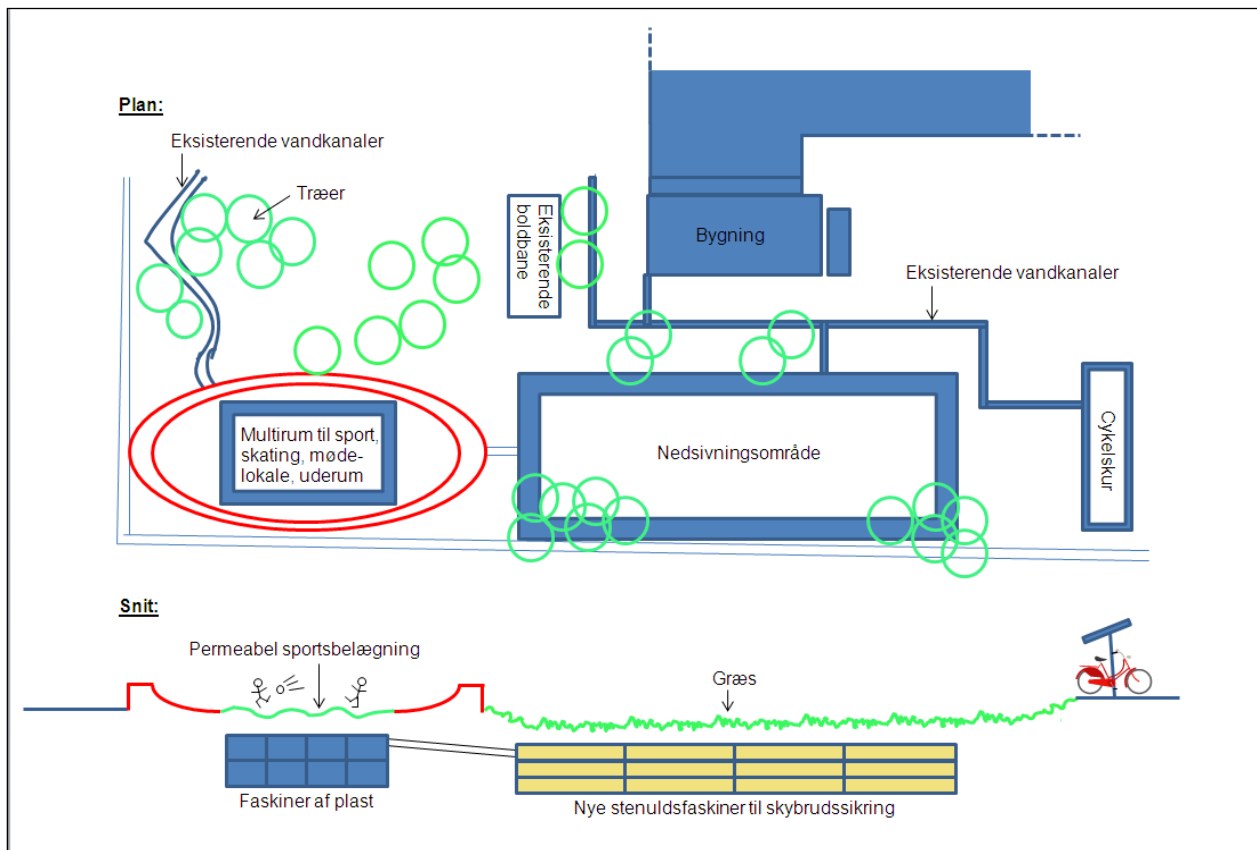 Plan:
Eksisterende vandkanaler
Træer
Eksisterende
boldbane
Bygning
Eksisterende vandkanaler
Multirum til sport,
skating, møde-
lokale, uderum
Nedsivningsområde
Cykelskur
Snit:
Permeabel sportsbelægning
Græs
Faskiner af plast
Nye stenuldsfaskiner til skybrudssikring